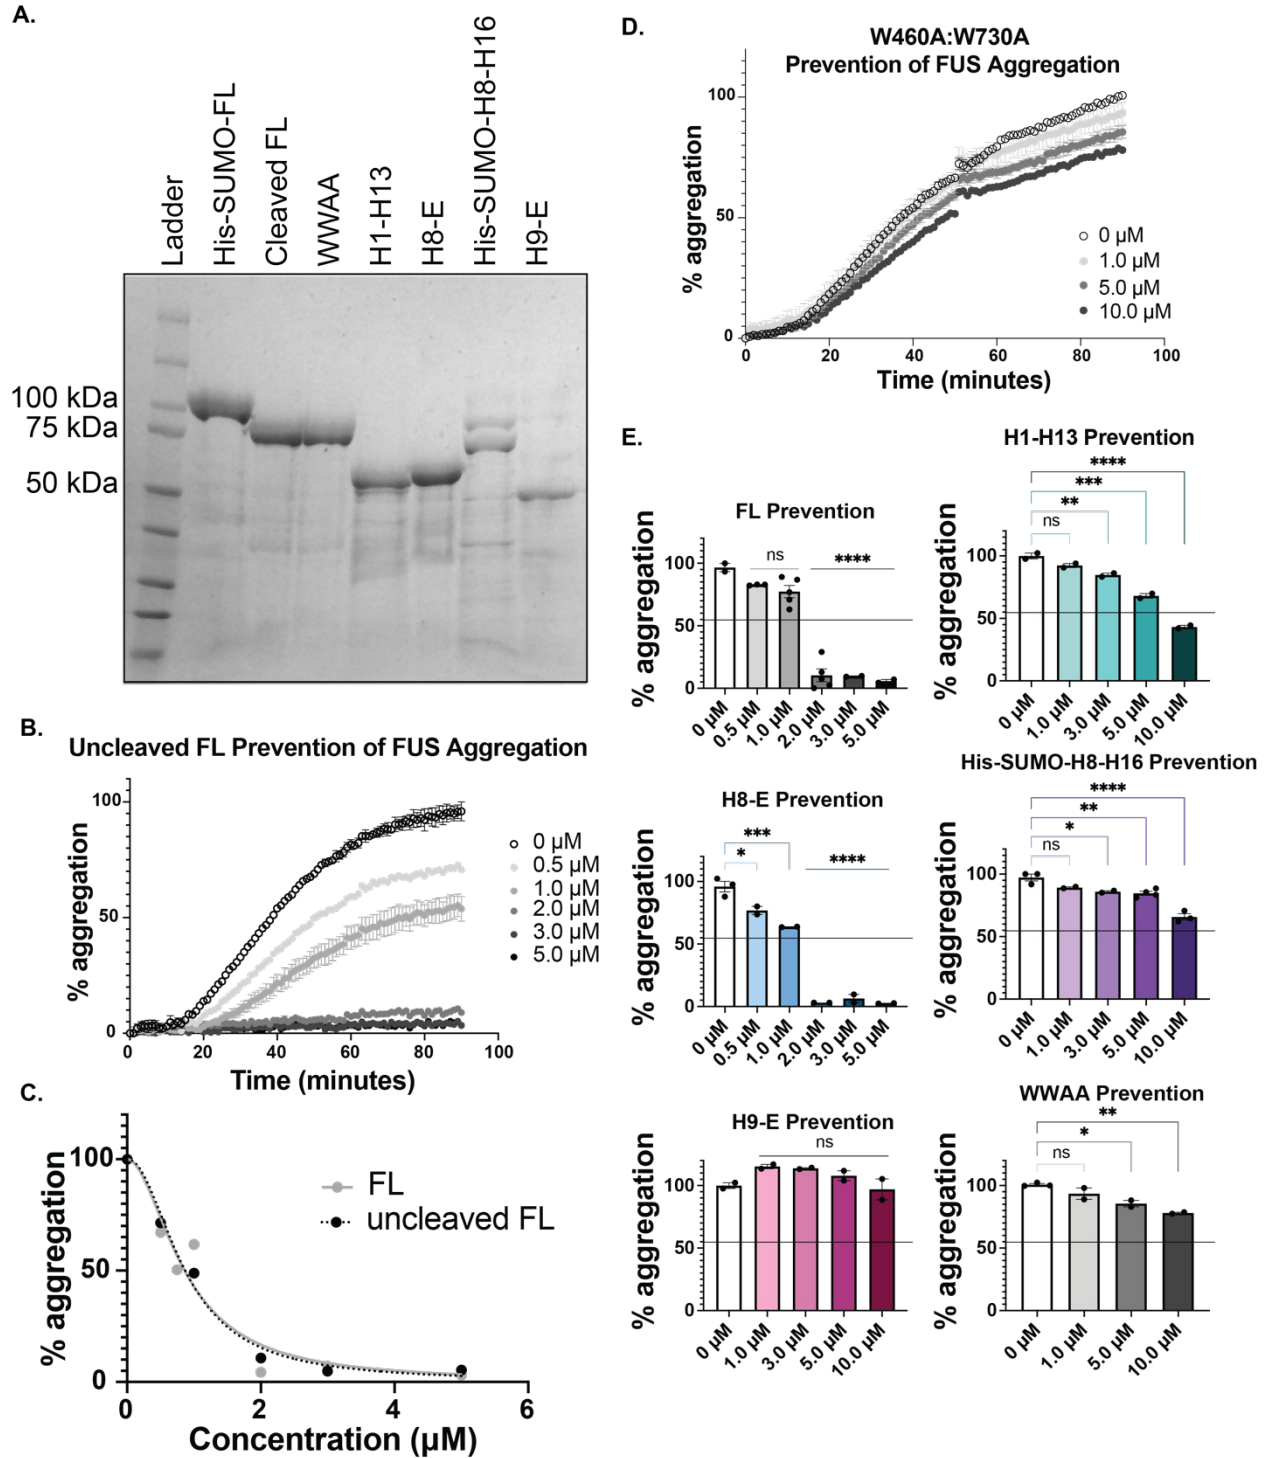 A.
Ladder
His-SUMO-FL
Cleaved FL
WWAA
H1-H13
H8-E
His-SUMO-H8-H16
H9-E
100 kDa
75 kDa
50 kDa
B.
Uncleaved FL Prevention of FUS Aggregation
% aggregation
100
50
0
0 20 40 60 80 100
Time (minutes)
0 µM
0.5 µM
1.0 µM
2.0 µM
3.0 µM
5.0 µM
C.
% aggregation
100
50
0
0 2 4 6
Concentration (µM)
FL
uncleaved FL
D.
W460A:W730A
Prevention of FUS Aggregation
% aggregation
100
50
0
0 20 40 60 80 100
Time (minutes)
0 µM
1.0 µM
5.0 µM
10.0 µM
E.
FL Prevention
% aggregation
100
50
0
ns ****
0 µM 0.5 µM 1.0 µM 2.0 µM 3.0 µM 5.0 µM
H1-H13 Prevention
****
***
**
ns
% aggregation
100
50
0
0 µM 1.0 µM 3.0 µM 5.0 µM 10.0 µM
H8-E Prevention
***
* ****
% aggregation
100
50
0
0 µM 0.5 µM 1.0 µM 2.0 µM 3.0 µM 5.0 µM
His-SUMO-H8-H16 Prevention
****
**
*
ns
% aggregation
100
50
0
0 µM 1.0 µM 3.0 µM 5.0 µM 10.0 µM
H9-E Prevention
ns
% aggregation
100
50
0
0 µM 1.0 µM 3.0 µM 5.0 µM 10.0 µM
WWAA Prevention
**
*
ns
% aggregation
100
50
0
0 µM 1.0 µM 5.0 µM 10.0 µM